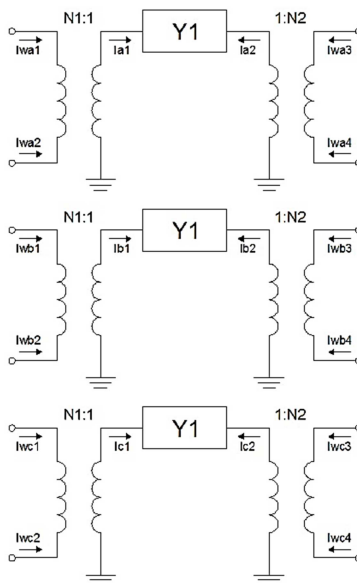 N1:1 Y1 1:N2
Iwa1 Ia1 Ia2 Iwa3
Iwa2 Iwa4
N1:1 Y1 1:N2
Iwb1 Ib1 Ib2 Iwb3
Iwb2 Iwb4
N1:1 Y1 1:N2
Iwc1 Ic1 Ic2 Iwc3
Iwc2 Iwc4